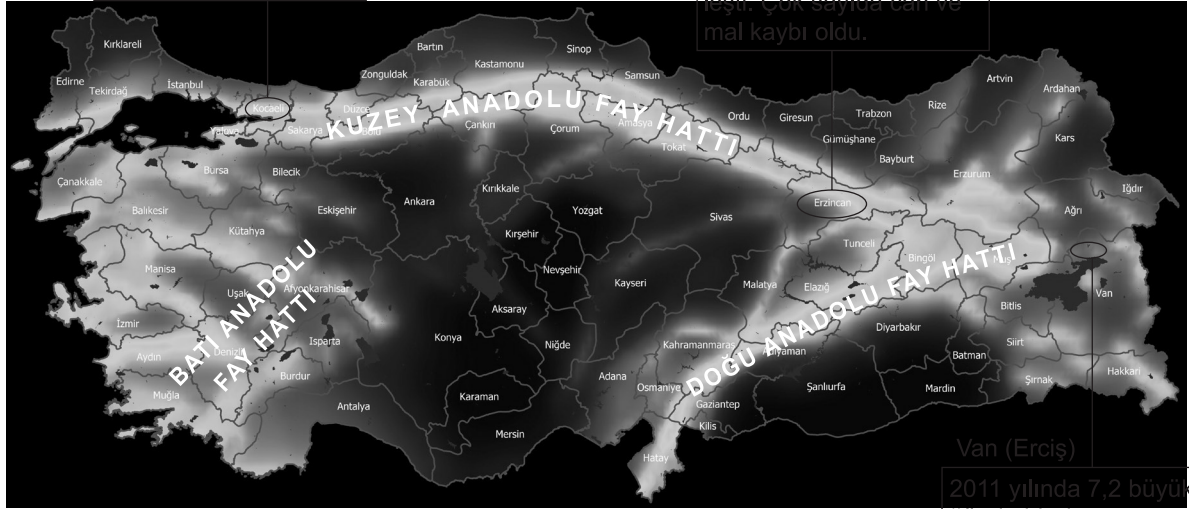 leşti. Çok sayıda can ve
mal kaybı oldu.
Kırklareli
Edirne
Tekirdağ
İstanbul
Kocaeli
Yalova
Sakarya
Düzce
Bolu
Zonguldak
Bartın
Karabük
Kastamonu
Sinop
Samsun
Çankırı
Çorum
Amasya
Tokat
Ordu
Giresun
Gümüşhane
Trabzon
Bayburt
Rize
Artvin
Ardahan
Kars
Erzurum
Iğdır
Ağrı
KUZEY ANADOLU FAY HATTI
Çanakkale
Bursa
Bilecik
Balıkesir
Kütahya
Eskişehir
Ankara
Kırıkkale
Kırşehir
Yozgat
Sivas
Erzincan
Tunceli
Bingöl
Muş
Manisa
Uşak
Afyonkarahisar
İzmir
Aydın
Denizli
Isparta
Burdur
Muğla
Antalya
BATI ANADOLU
FAY HATTI
Konya
Aksaray
Nevşehir
Kayseri
Niğde
Karaman
Mersin
Adana
Malatya
Elazığ
Kahramanmaraş
Osmaniye
Gaziantep
Kilis
Hatay
Adıyaman
Diyarbakır
Şanlıurfa
Mardin
Batman
Siirt
Bitlis
Van
Şırnak
Hakkari
DOĞU ANADOLU FAY HATTI
Van (Erciş)
2011 yılında 7,2 büyük